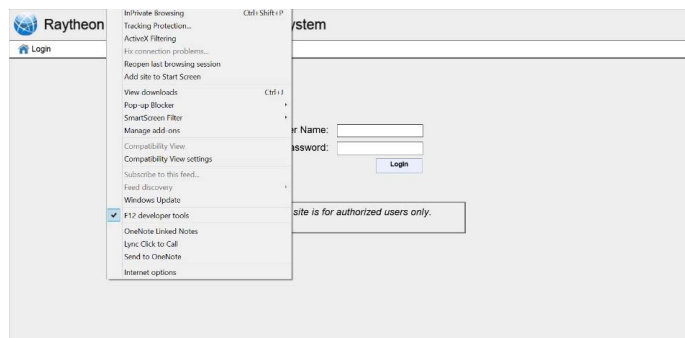 InPrivate Browsing Ctrl+Shift+P
Raytheon
Tracking Protection...
ystem
ActiveX Filtering
Login
Fix connection problems...
Reopen last browsing session
Add site to Start Screen
View downloads Ctrl+J
Pop-up Blocker
SmartScreen Filter
Manage add-ons
er Name:
Compatibility View
assword:
Compatibility View settings
Login
Subscribe to this feed...
Feed discovery
Windows Update
F12 developer tools
site is for authorized users only.
OneNote Linked Notes
Lync Click to Call
Send to OneNote
Internet options